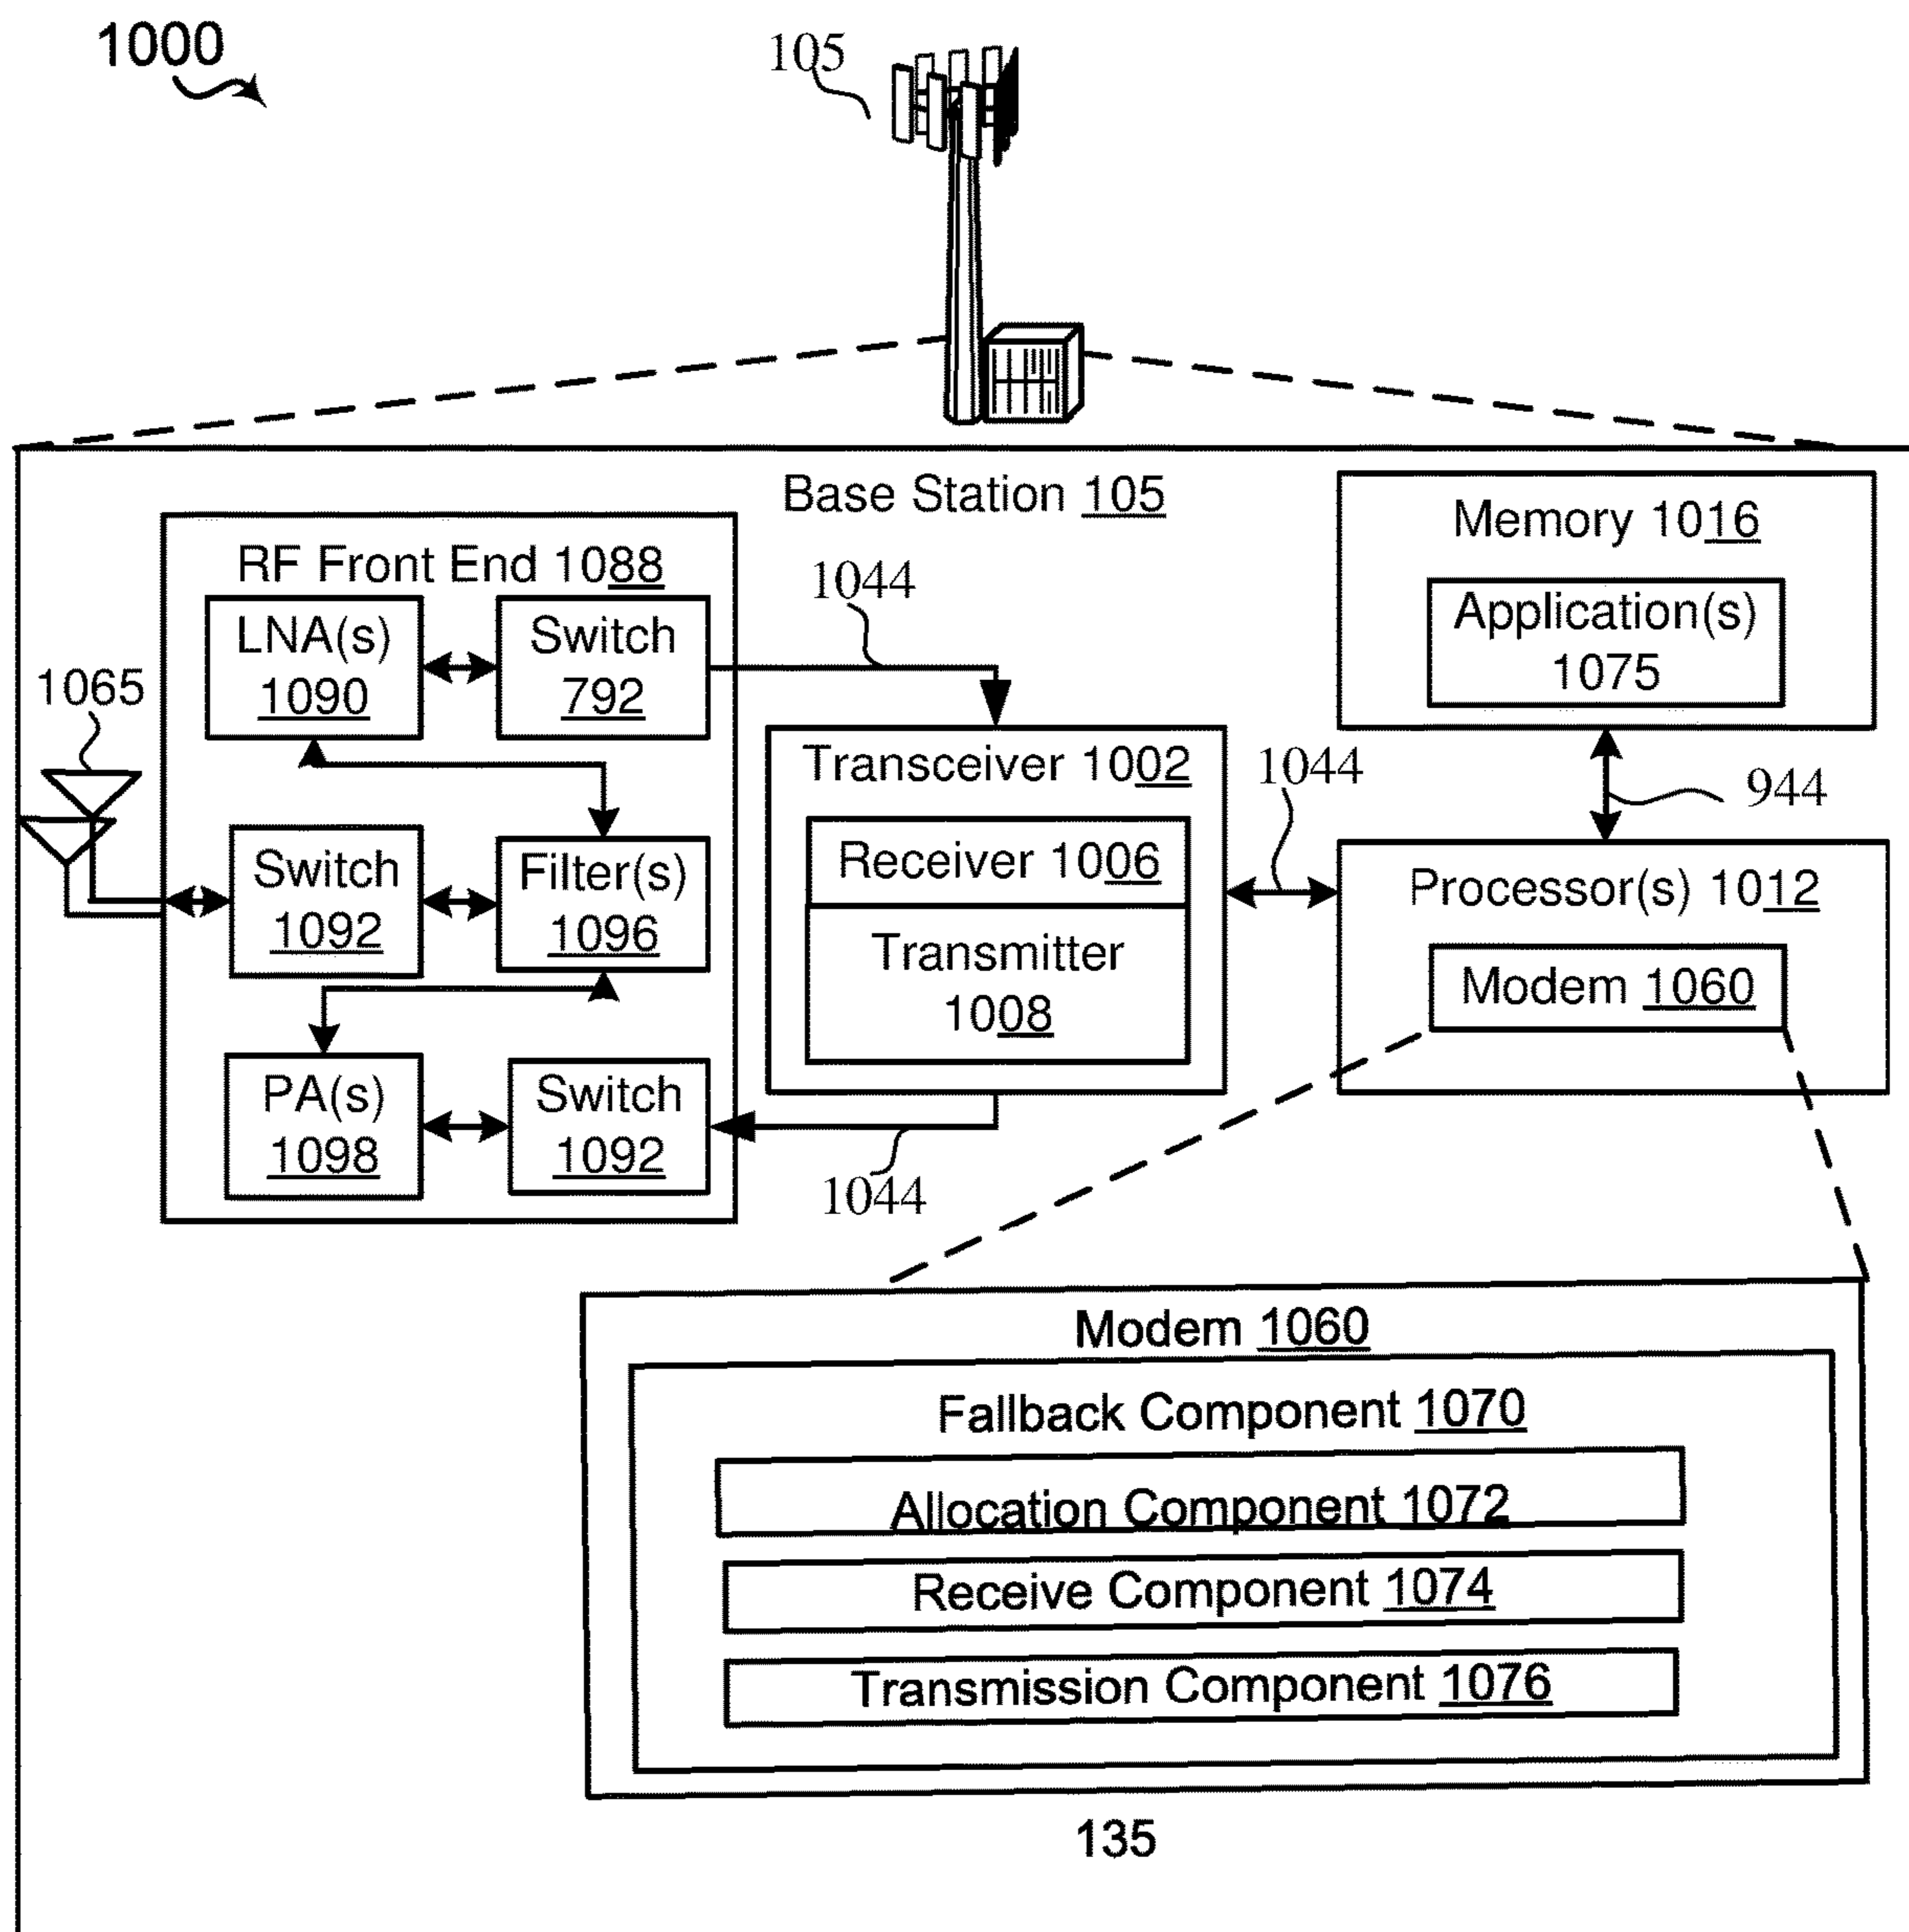 1000
105
Base Station 105
RF Front End 1088
LNA(s)
1090
Switch
792
1044
Memory 1016
Application(s)
1075
1065
Transceiver 1002
Receiver 1006
Transmitter
1008
1044
944
Switch
1092
Filter(s)
1096
Processor(s) 1012
Modem 1060
PA(s)
1098
Switch
1092
1044
Modem 1060
Fallback Component 1070
Allocation Component 1072
Receive Component 1074
Transmission Component 1076
135